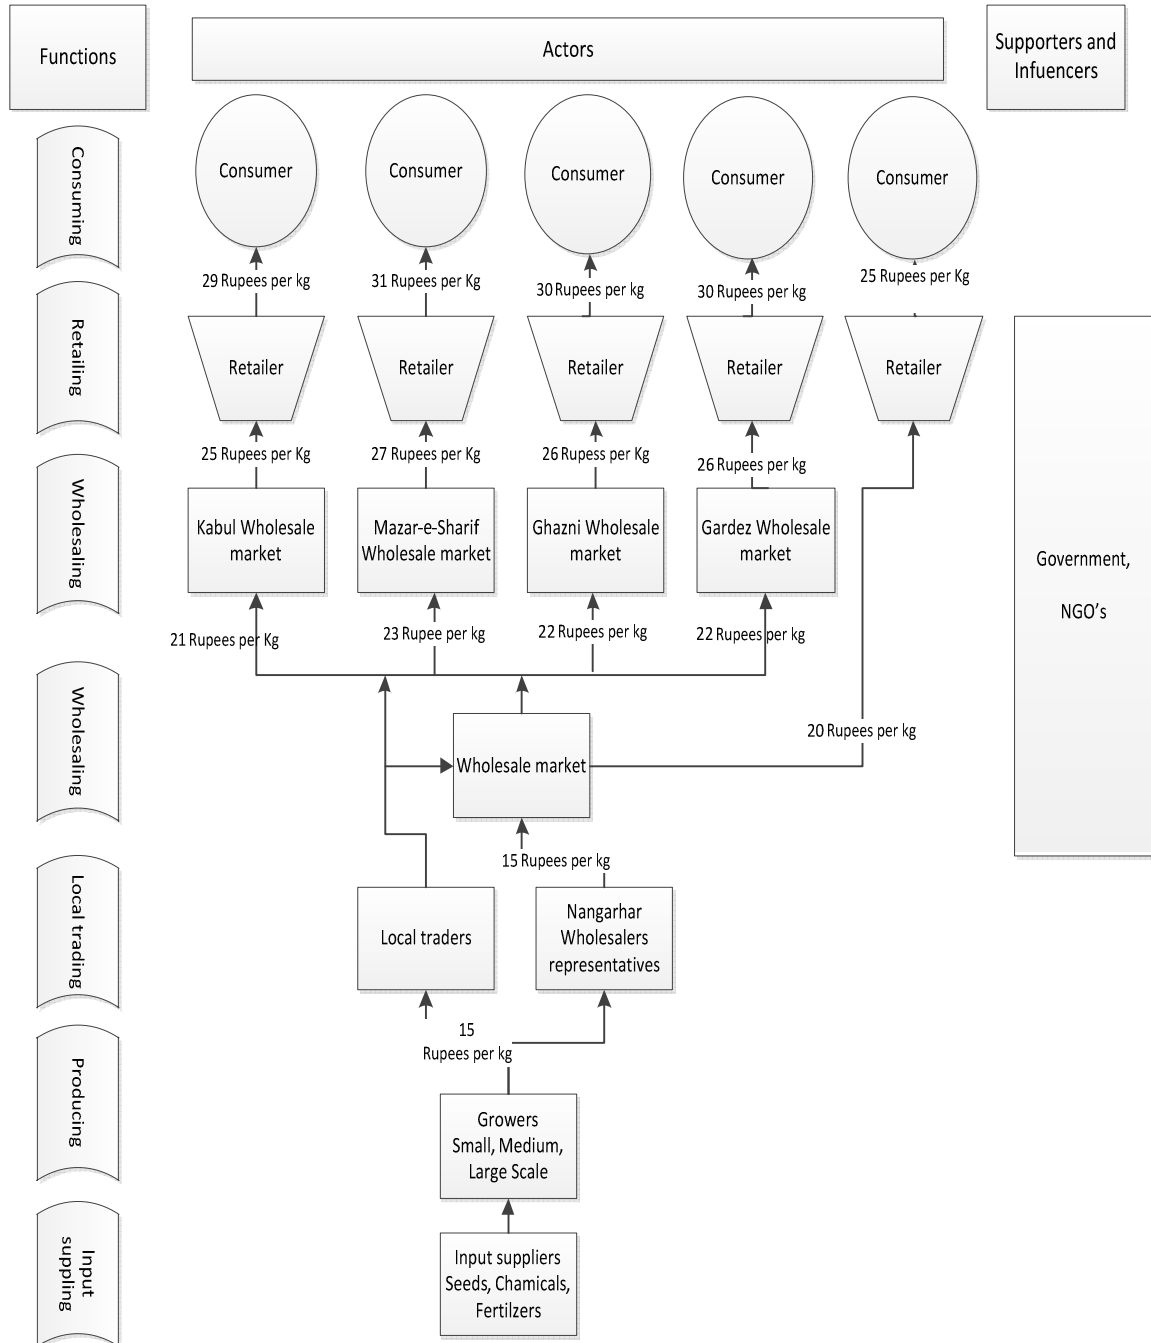 Functions
Actors
Supporters and
Infuencers
Consuming
Consumer
Consumer
Consumer
Consumer
Consumer
29 Rupees per kg
31 Rupees per Kg
30 Rupees per kg
30 Rupees per kg
25 Rupees per Kg
Retailing
Retailer
Retailer
Retailer
Retailer
Retailer
25 Rupees per Kg
27 Rupees per Kg
26 Rupess per Kg
26 Rupees per kg
Wholesaling
Kabul Wholesale
market
Mazar-e-Sharif
Wholesale market
Ghazni Wholesale
market
Gardez Wholesale
market
Government,
NGO's
21 Rupees per Kg
23 Rupee per kg
22 Rupees per kg
22 Rupees per kg
Wholesaling
Wholesale market
20 Rupees per kg
15 Rupees per kg
Local trading
Local traders
Nangarhar
Wholesalers
representatives
15
Rupees per kg
Producing
Growers
Small, Medium,
Large Scale
Input
suppling
Input suppliers
Seeds, Chamicals,
Fertilzers